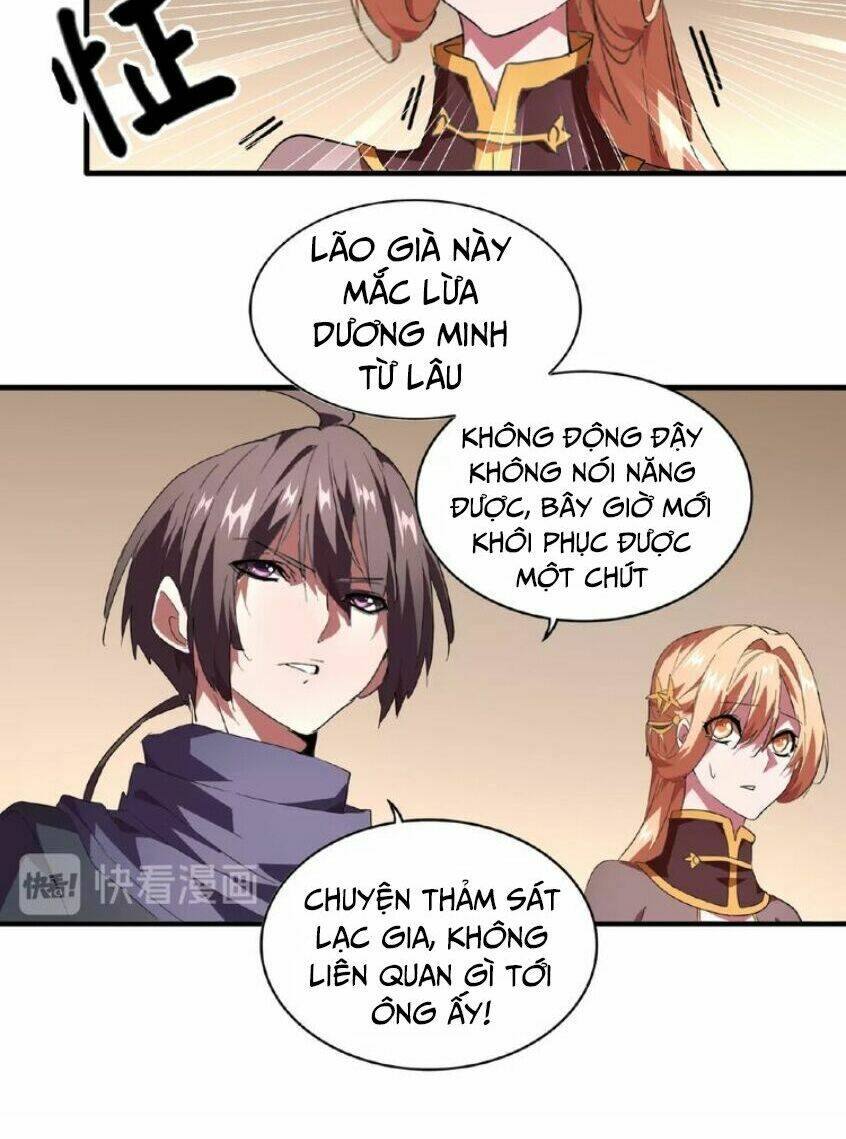 怔
LÃO GIÀ NÀY
MẮC LỪA
DƯƠNG MINH
TỪ LÂU
KHÔNG ĐỘNG ĐẬY
KHÔNG NÓI NĂNG
ĐƯỢC, BÂY GIỜ MỚI
KHÔI PHỤC ĐƯỢC
MỘT CHÚT
快看! 快看漫画
CHUYỆN THẢM SÁT
LẠC GIA, KHÔNG
LIÊN QUAN GÌ TỚI
ÔNG ẤY!